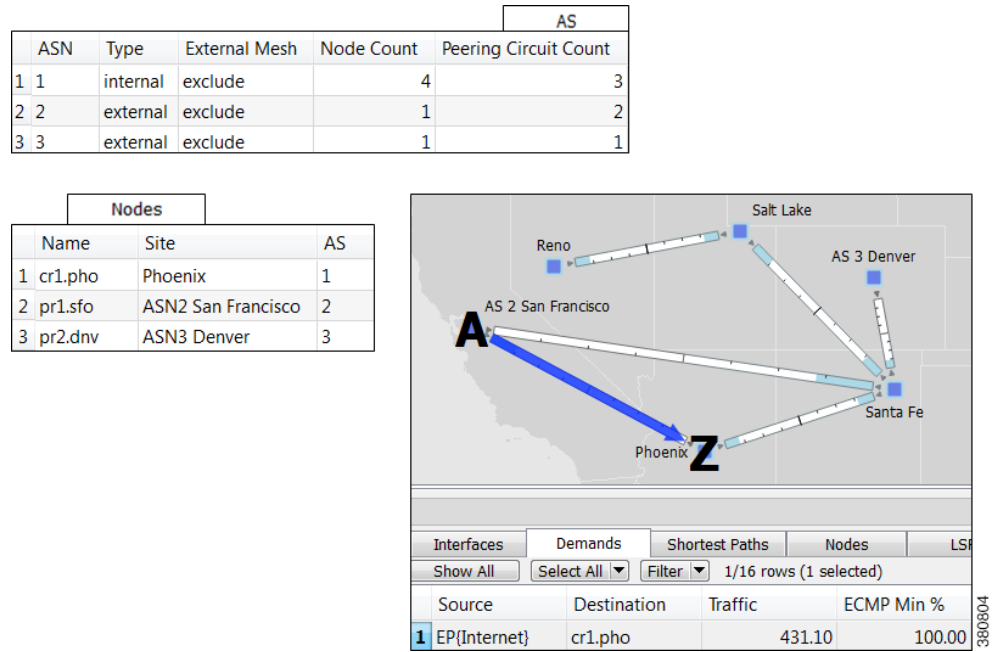 AS
ASN Type External Mesh Node Count Peering Circuit Count
1 1 internal exclude 4 3
2 2 external exclude 1 2
3 3 external exclude 1 1
Nodes
Name Site AS
1 cr1.pho Phoenix 1
2 pr1.sfo ASN2 San Francisco 2
3 pr2.dnv ASN3 Denver 3
Salt Lake
Reno
AS 3 Denver
AS 2 San Francisco
A
Santa Fe
Phoenix Z
Interfaces Demands Shortest Paths Nodes LSP
Show All Select All Filter 1/16 rows (1 selected)
Source Destination Traffic ECMP Min %
1 EP{Internet} cr1.pho 431.10 100.00
380804